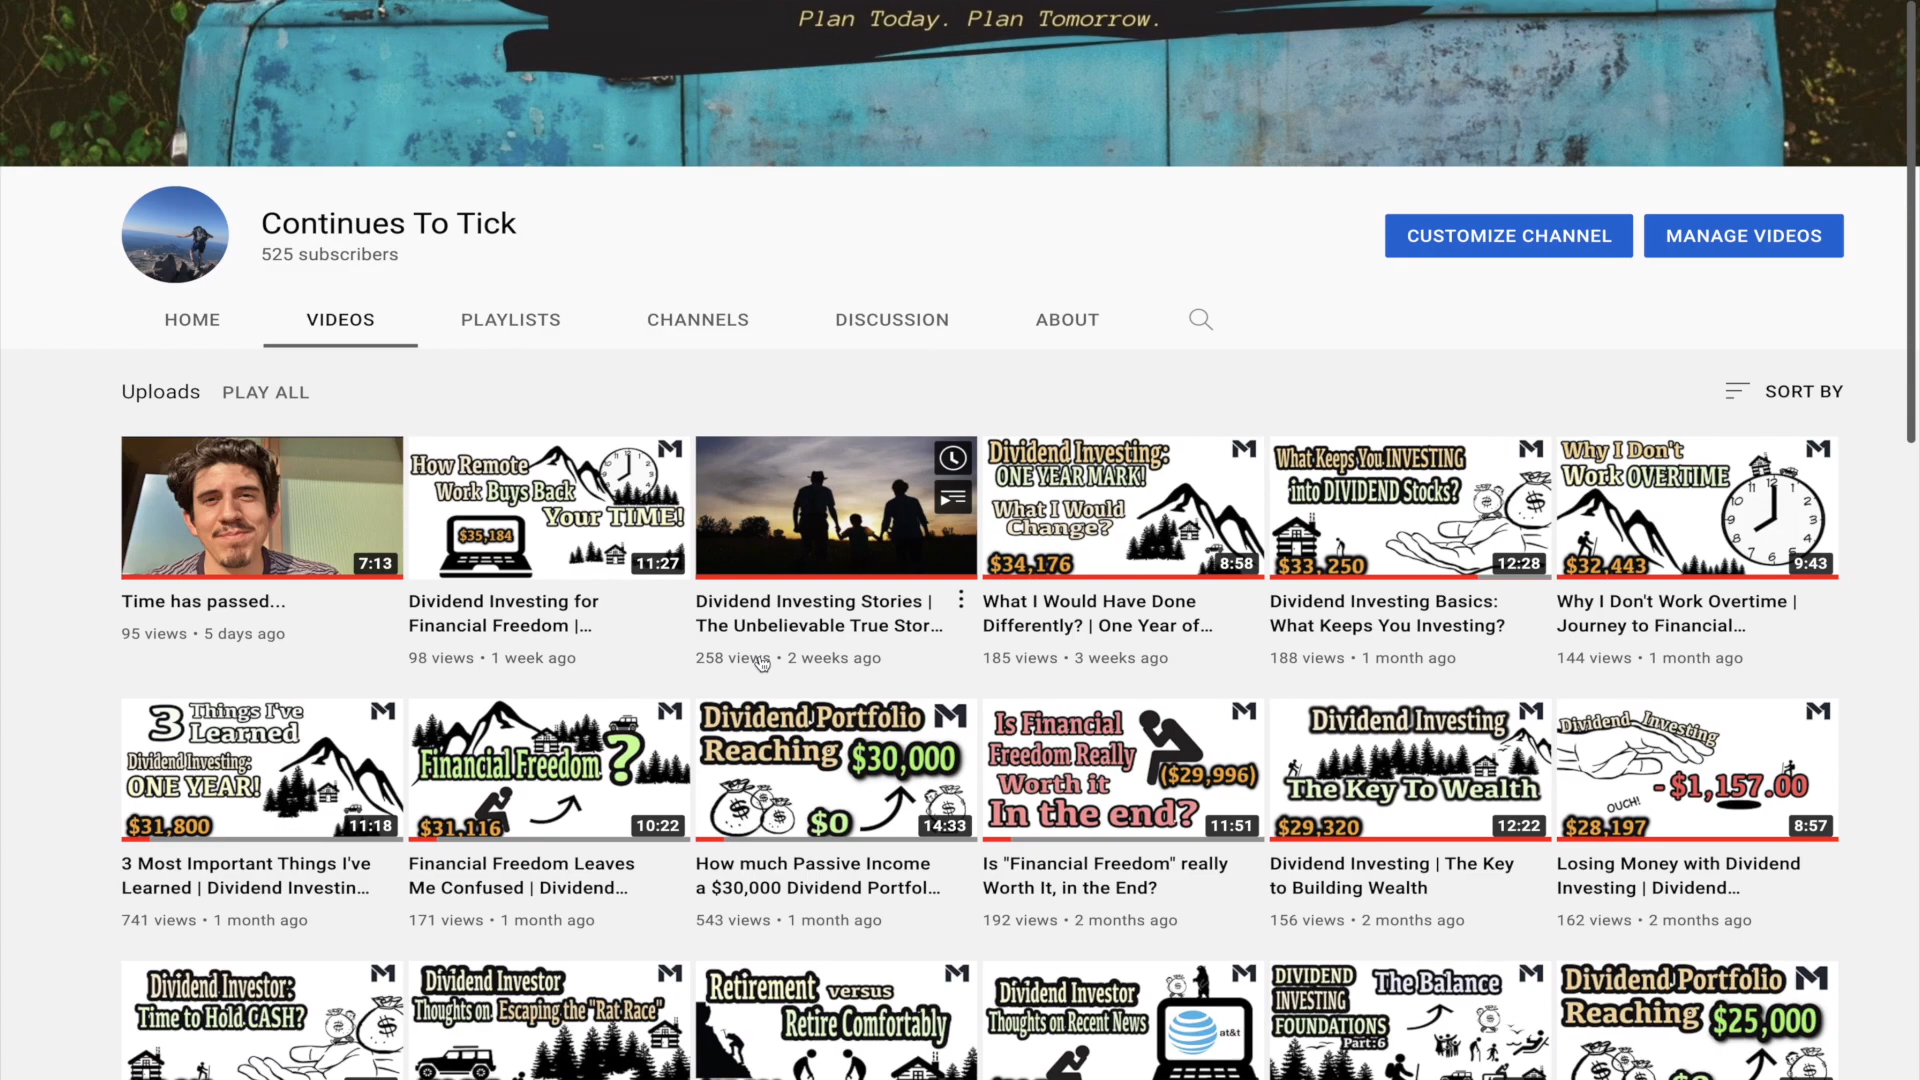 Plan Today. Plan Tomorrow.
Continues To Tick
525 subscribers
CUSTOMIZE CHANNEL
MANAGE VIDEOS
HOME
VIDEOS
PLAYLISTS
CHANNELS
DISCUSSION
ABOUT
Uploads
PLAY ALL
SORT BY
7:13
How Remote
Work Buys Back
Your TIME!
$35,184
11:27
Dividend Investing:
ONE YEAR MARK!
What I Would
Change?
$34,176
8:58
What Keeps You INVESTING
into DIVIDEND Stocks?
$33,250
12:28
Why I Don't
Work OVERTIME
$32,443
9:43
Time has passed...
95 views • 5 days ago
Dividend Investing for
Financial Freedom |...
98 views • 1 week ago
Dividend Investing Stories |
The Unbelievable True Stor...
258 views • 2 weeks ago
What I Would Have Done
Differently? | One Year of...
185 views • 3 weeks ago
Dividend Investing Basics:
What Keeps You Investing?
188 views • 1 month ago
Why I Don't Work Overtime |
Journey to Financial...
144 views • 1 month ago
3 Things I've
Learned
Dividend Investing:
ONE YEAR!
$31,800
11:18
Financial Freedom?
$31,116
10:22
Dividend Portfolio
Reaching $30,000
$0
14:33
Is Financial
Freedom Really
Worth it
($29,996)
In the end?
11:51
Dividend Investing
The Key To Wealth
$29,320
12:22
Dividend Investing
-$1,157.00
OUCH!
$28,197
8:57
3 Most Important Things I've
Learned | Dividend Investin...
741 views • 1 month ago
Financial Freedom Leaves
Me Confused | Dividend...
171 views • 1 month ago
How much Passive Income
a $30,000 Dividend Portfol...
543 views • 1 month ago
Is "Financial Freedom" really
Worth It, in the End?
192 views • 2 months ago
Dividend Investing | The Key
to Building Wealth
156 views • 2 months ago
Losing Money with Dividend
Investing | Dividend...
162 views • 2 months ago
Dividend Investor:
Time to Hold CASH?
Dividend Investor
Thoughts on Escaping the "Rat Race"
Retirement versus
Retire Comfortably
Dividend Investor
Thoughts on Recent News
at&t
DIVIDEND
INVESTING
FOUNDATIONS
Part:6
The Balance
Dividend Portfolio
Reaching $25,000